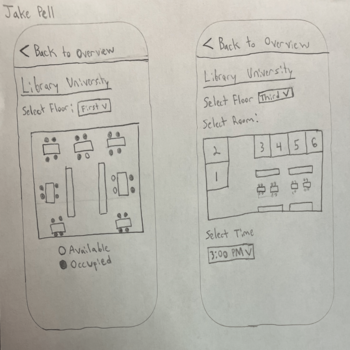 Jake Pell
< Back to Overview
Library University
Select Floor: First V
Available
Occupied
< Back to Overview
Library University
Select Floor Third V
Select Room:
2 3 4 5 6
1
Select Time
3:00 PM V